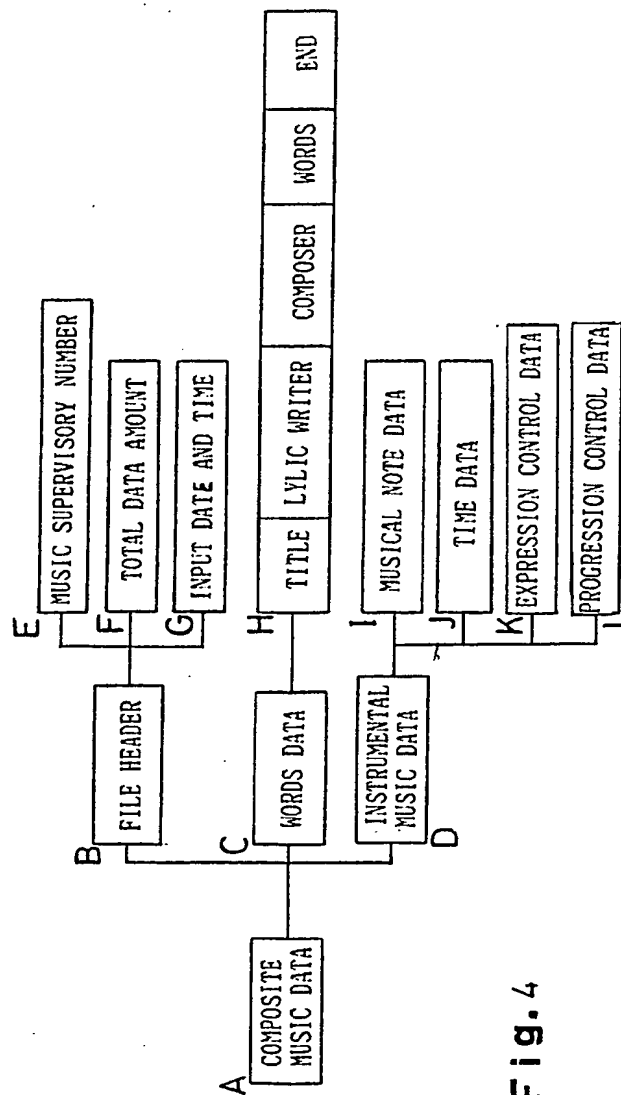 A
COMPOSITE
MUSIC DATA
B
FILE HEADER
E
MUSIC SUPERVISORY NUMBER
F
TOTAL DATA AMOUNT
G
INPUT DATE AND TIME
C
WORDS DATA
H
TITLE LYLIC WRITER COMPOSER WORDS END
D
INSTRUMENTAL
MUSIC DATA
I
MUSICAL NOTE DATA
J
TIME DATA
K
EXPRESSION CONTROL DATA
L
PROGRESSION CONTROL DATA
Fig. 4